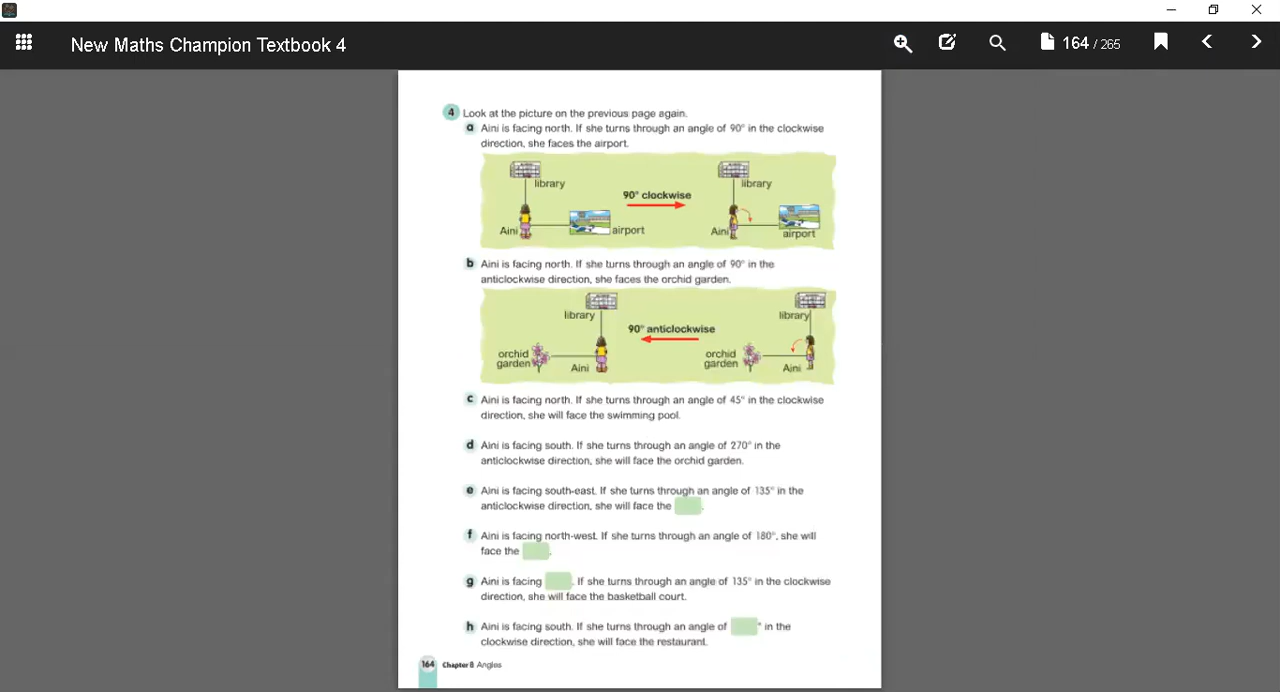 New Maths Champion Textbook 4
164 / 265
4 Look at the picture on the previous page again.
a Aini is facing north. If she turns through an angle of 90° in the clockwise
direction, she faces the airport.
library
library
90° clockwise
Aini
airport
Aini
airport
b Aini is facing north. If she turns through an angle of 90° in the
anticlockwise direction, she faces the orchid garden.
library
library
90° anticlockwise
orchid
garden
Aini
orchid
garden
Aini
c Aini is facing north. If she turns through an angle of 45° in the clockwise
direction, she will face the swimming pool.
d Aini is facing south. If she turns through an angle of 270° in the
anticlockwise direction, she will face the orchid garden.
e Aini is facing south-east. If she turns through an angle of 135° in the
anticlockwise direction, she will face the .
f Aini is facing north-west. If she turns through an angle of 180°, she will
face the .
g Aini is facing . If she turns through an angle of 135° in the clockwise
direction, she will face the basketball court.
h Aini is facing south. If she turns through an angle of ° in the
clockwise direction, she will face the restaurant.
164 Chapter 8 Angles